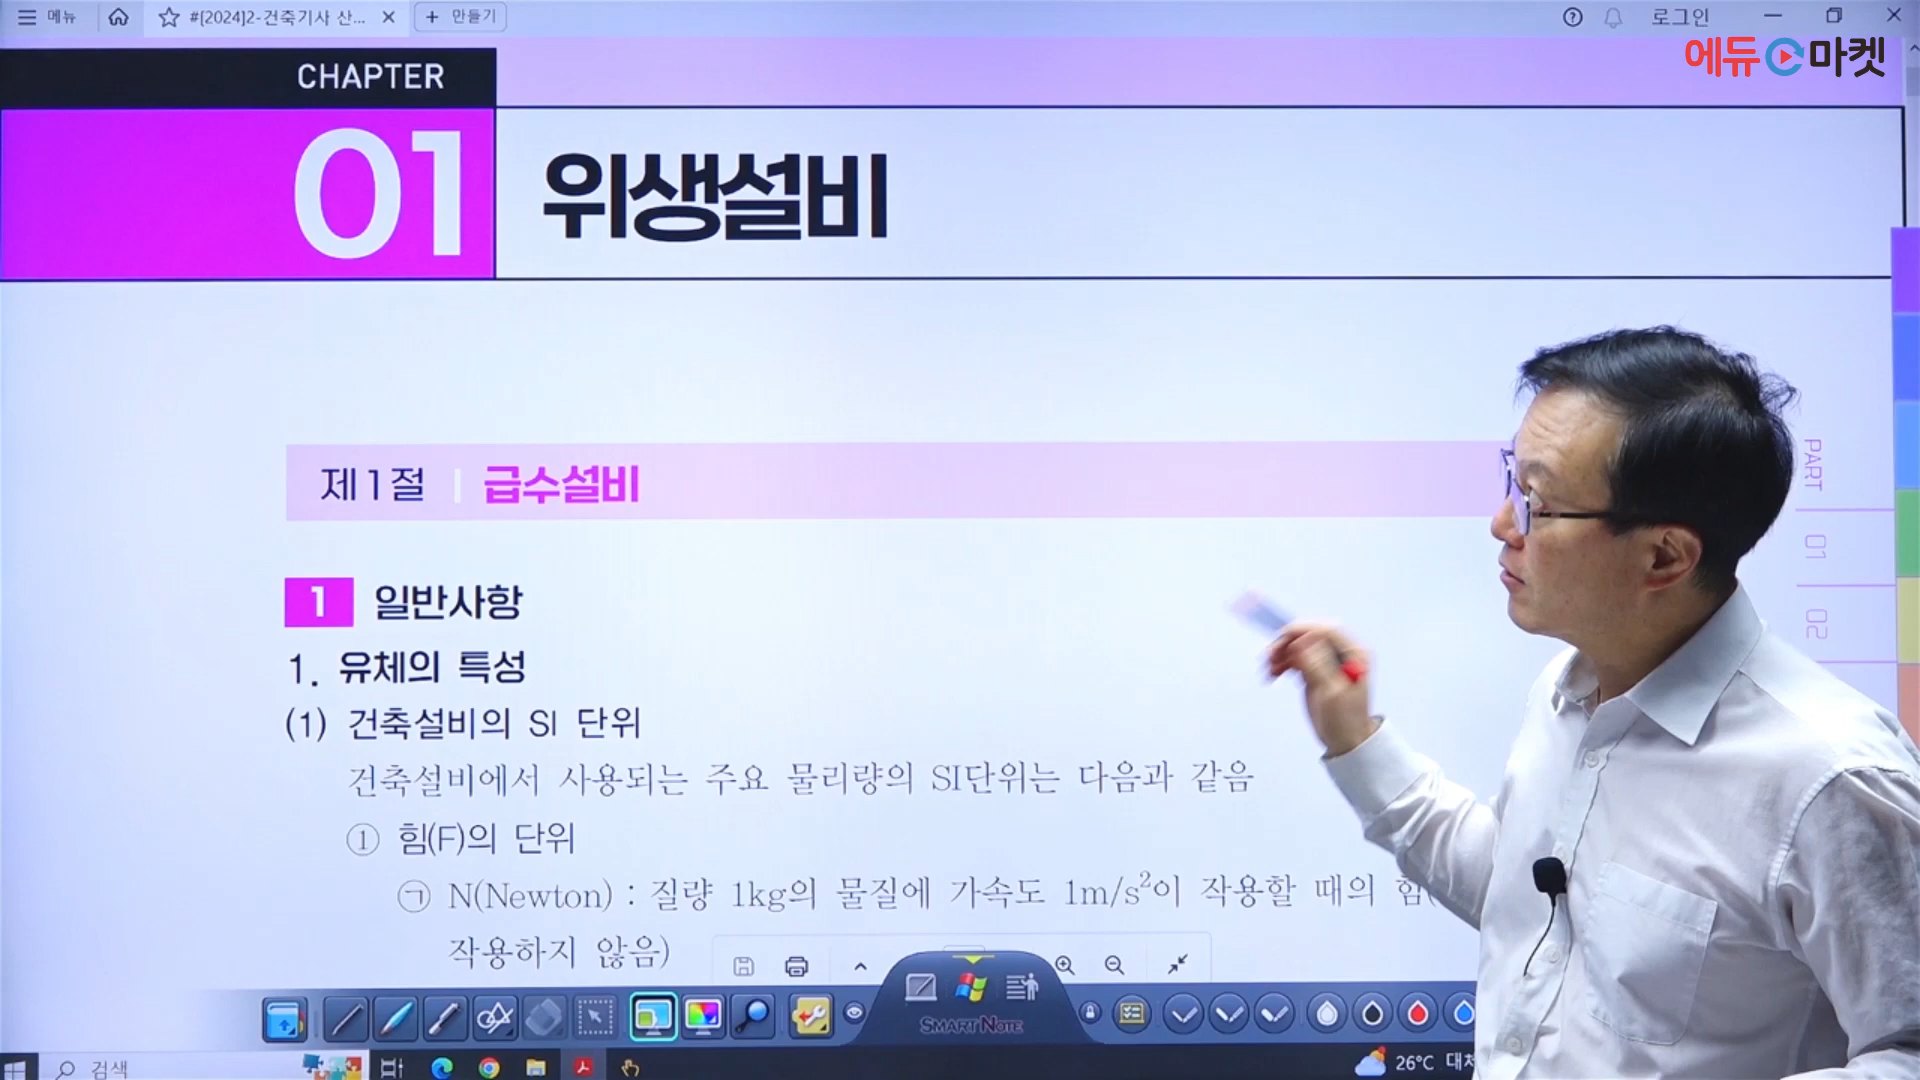 메뉴
#[2024]2-건축기사 산...
만들기
로그인
에듀 마켓
CHAPTER
01
위생설비
제1절
급수설비
PART
01
02
1 일반사항
1. 유체의 특성
(1) 건축설비의 SI 단위
건축설비에서 사용되는 주요 물리량의 SI단위는 다음과 같음
① 힘(F)의 단위
㉠ N(Newton) : 질량 1kg의 물질에 가속도 1m/s²이 작용할 때의 힘(
작용하지 않음)
SMART NOTE
검색
26°C